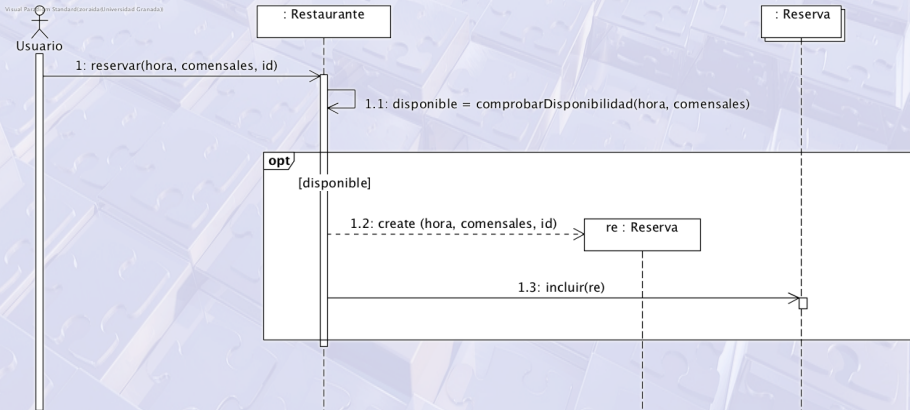 Usuario
: Restaurante
: Reserva
1: reservar(hora, comensales, id)
1.1: disponible = comprobarDisponibilidad(hora, comensales)
opt
[disponible]
1.2: create (hora, comensales, id)
re : Reserva
1.3: incluir(re)